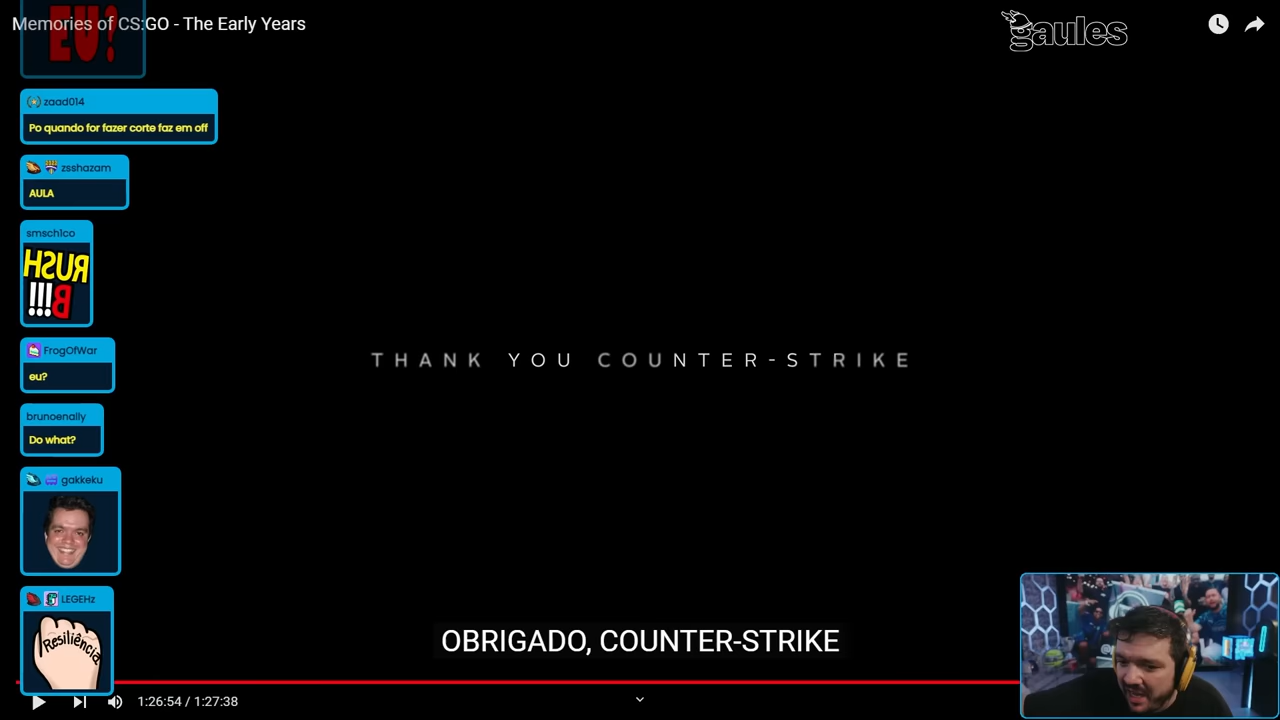 Memories of CS:GO - The Early Years
gaules
EU?
zaad014
Po quando for fazer corte faz em off
zsshazam
AULA
smsch1co
RUSH
B!!!
FrogOfWar
eu?
brunoenally
Do what?
gakkeku
LEGEHz
Resiliência
THANK YOU COUNTER-STRIKE
OBRIGADO, COUNTER-STRIKE
1:26:54 / 1:27:38